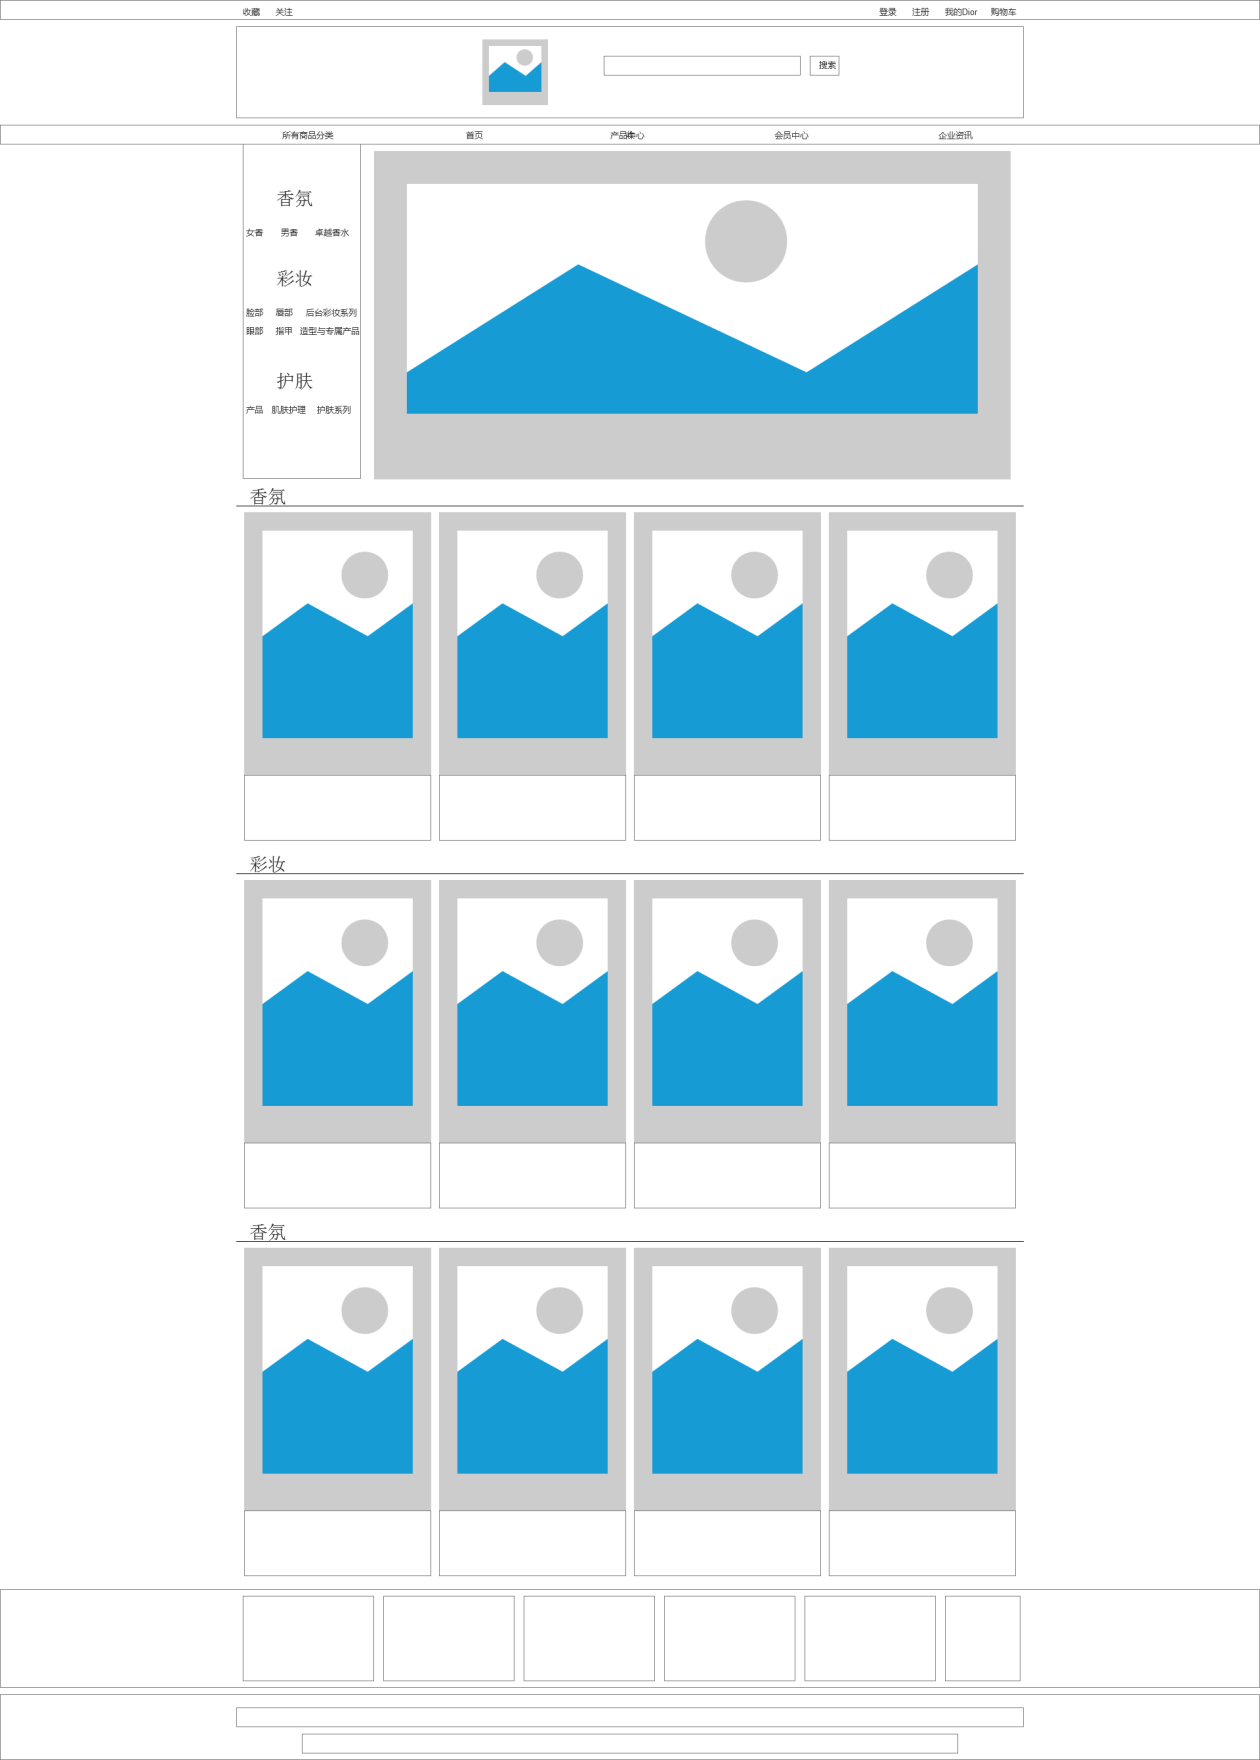 收藏 关注 登录 注册 我的Dior 购物车
搜索
所有商品分类 首页 产品中心 会员中心 企业资讯
香氛
女香 男香 卓越香水
彩妆
脸部 唇部 后台彩妆系列
眼部 指甲 造型与专属产品
护肤
产品 肌肤护理 护肤系列
香氛
彩妆
香氛